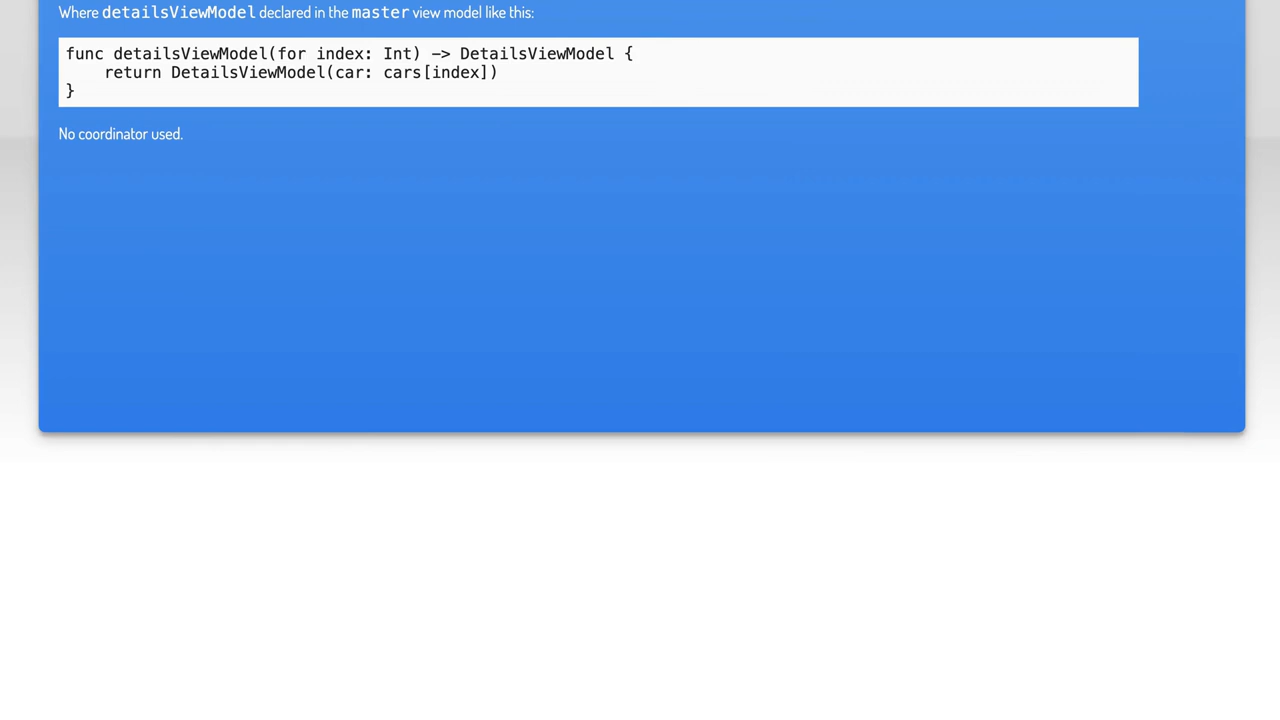 Where detailsViewModel declared in the master view model like this:
func detailsViewModel(for index: Int) -> DetailsViewModel {
    return DetailsViewModel(car: cars[index])
}
No coordinator used.